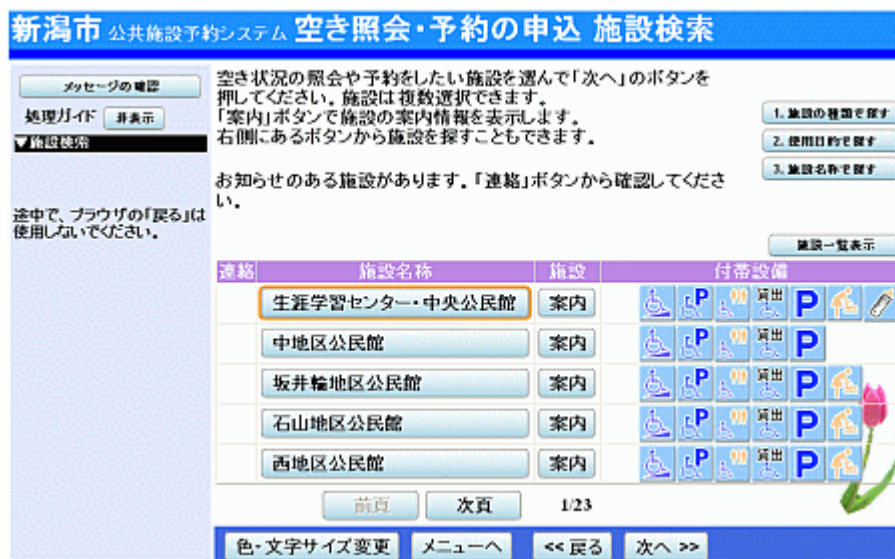 新潟市 公共施設予約システム 空き照会・予約の申込 施設検索
メッセージの確認
処理ガイド 非表示
▼施設検索
途中で、ブラウザの「戻る」は
使用しないでください。
空き状況の照会や予約をしたい施設を選んで「次へ」のボタンを
押してください。施設は複数選択できます。
「案内」ボタンで施設の案内情報を表示します。
右側にあるボタンから施設を探すこともできます。
お知らせのある施設があります。「連絡」ボタンから確認してくださ
い。
1. 施設の種類で探す
2. 使用目的で探す
3. 施設名称で探す
施設一覧表示
連絡 施設名称 施設 付帯設備
生涯学習センター・中央公民館 案内 P 貸出 P
中地区公民館 案内 P 貸出 P
坂井輪地区公民館 案内 P 貸出 P
石山地区公民館 案内 P 貸出 P
西地区公民館 案内 P 貸出 P
前頁 次頁 1/23
色・文字サイズ変更 メニューへ << 戻る 次へ >>